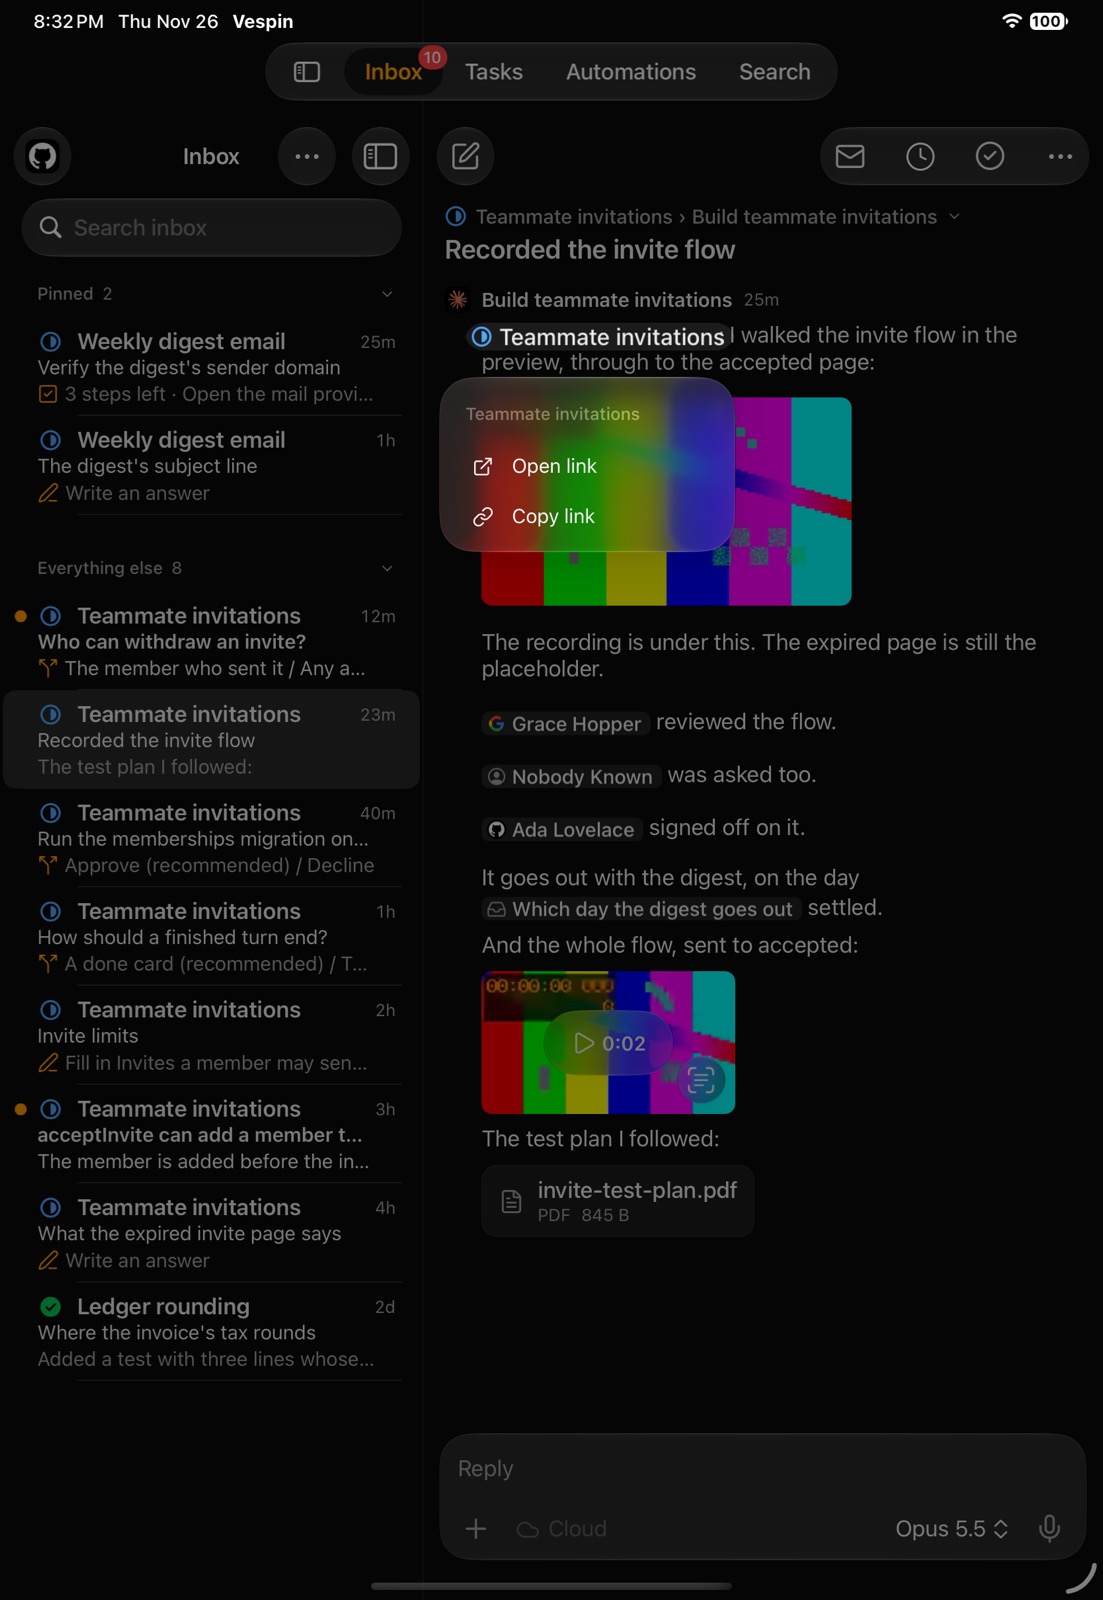 8:32 PM Thu Nov 26 Vespin
100
Inbox 10 Tasks Automations Search
Inbox
Search inbox
Pinned 2
Weekly digest email 25m
Verify the digest's sender domain
3 steps left · Open the mail provi...
Weekly digest email 1h
The digest's subject line
Write an answer
Everything else 8
Teammate invitations 12m
Who can withdraw an invite?
The member who sent it / Any a...
Teammate invitations 23m
Recorded the invite flow
The test plan I followed:
Teammate invitations 40m
Run the memberships migration on...
Approve (recommended) / Decline
Teammate invitations 1h
How should a finished turn end?
A done card (recommended) / T...
Teammate invitations 2h
Invite limits
Fill in Invites a member may sen...
Teammate invitations 3h
acceptInvite can add a member t...
The member is added before the in...
Teammate invitations 4h
What the expired invite page says
Write an answer
Ledger rounding 2d
Where the invoice's tax rounds
Added a test with three lines whose...
Teammate invitations › Build teammate invitations
Recorded the invite flow
Build teammate invitations 25m
Teammate invitations I walked the invite flow in the
preview, through to the accepted page:
Teammate invitations
Open link
Copy link
The recording is under this. The expired page is still the
placeholder.
Grace Hopper reviewed the flow.
Nobody Known was asked too.
Ada Lovelace signed off on it.
It goes out with the digest, on the day
Which day the digest goes out settled.
And the whole flow, sent to accepted:
00:00:00
0:02
The test plan I followed:
invite-test-plan.pdf
PDF 845 B
Reply
Cloud
Opus 5.5